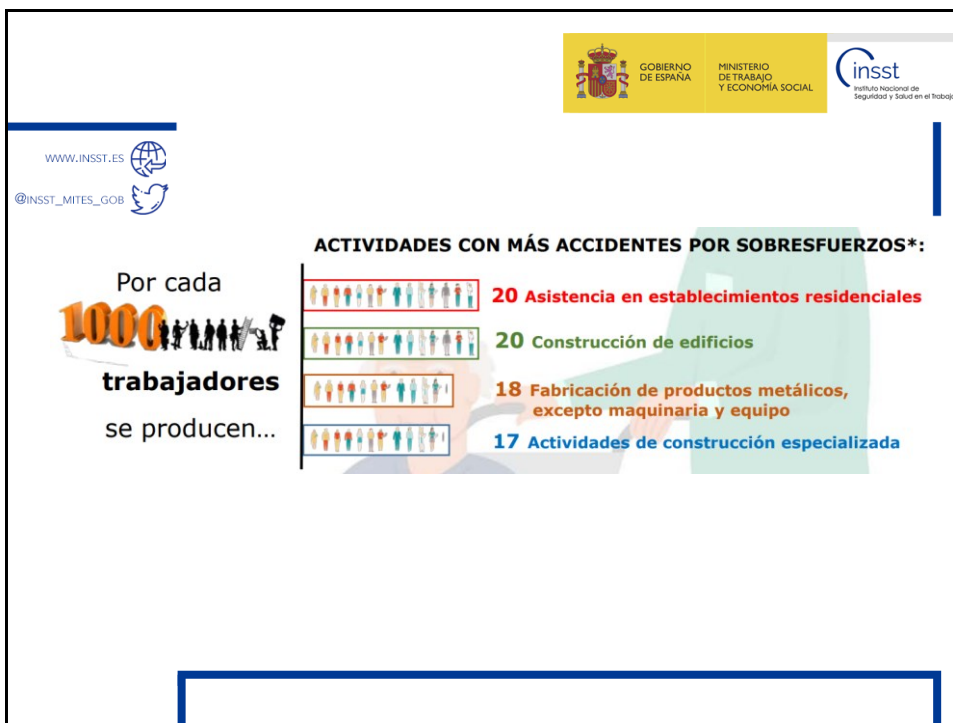 GOBIERNO
DE ESPAÑA
MINISTERIO
DE TRABAJO
Y ECONOMÍA SOCIAL
insst
Instituto Nacional de
Seguridad y Salud en el Trabajo
WWW.INSST.ES
@INSST_MITES_GOB
ACTIVIDADES CON MÁS ACCIDENTES POR SOBRESFUERZOS*:
Por cada
1000
trabajadores
se producen...
20 Asistencia en establecimientos residenciales
20 Construcción de edificios
18 Fabricación de productos metálicos,
excepto maquinaria y equipo
17 Actividades de construcción especializada